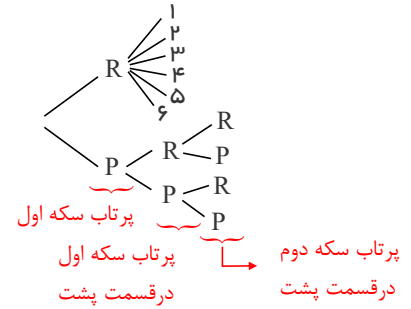 ۱
۲
R ۳
۴
۵
۶
R
R P
P
P R
P
پرتاب سکه اول
پرتاب سکه اول
درقسمت پشت
پرتاب سکه دوم
درقسمت پشت